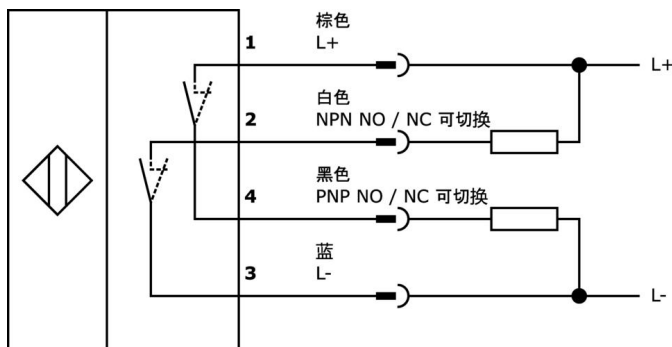 棕色
1
L+
L+
白色
2
NPN NO / NC 可切换
黑色
4
PNP NO / NC 可切换
蓝
3
L-
L-